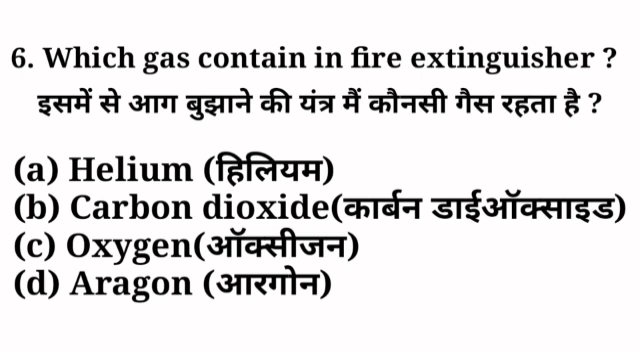 6. Which gas contain in fire extinguisher ?
इसमें से आग बुझाने की यंत्र मैं कौनसी गैस रहता है ?
(a) Helium (हिलियम)
(b) Carbon dioxide(कार्बन डाईऑक्साइड)
(c) Oxygen(ऑक्सीजन)
(d) Aragon (आरगोन)